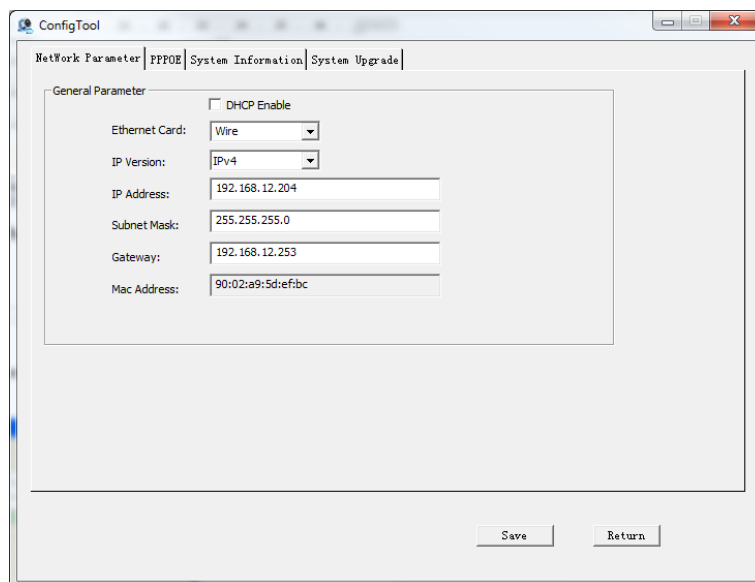 ConfigTool
NetWork Parameter PPPOE System Information System Upgrade
General Parameter
DHCP Enable
Ethernet Card: Wire
IP Version: IPv4
IP Address: 192.168.12.204
Subnet Mask: 255.255.255.0
Gateway: 192.168.12.253
Mac Address: 90:02:a9:5d:ef:bc
Save Return